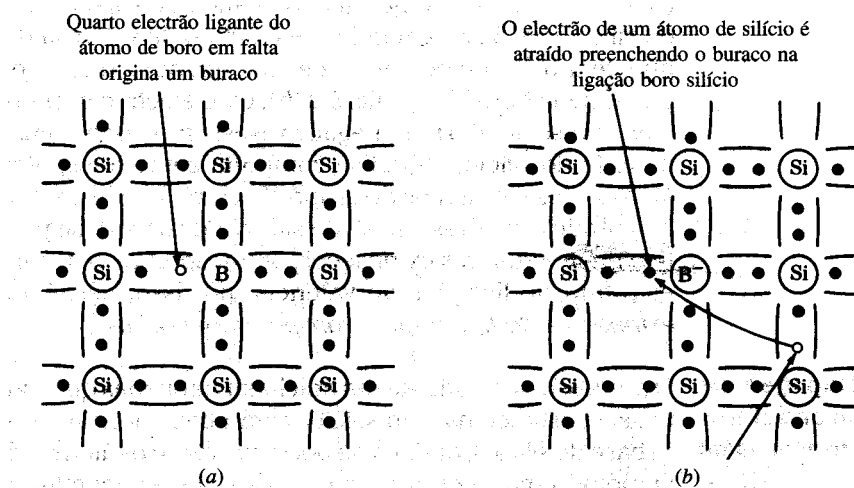 Quarto electrão ligante do
átomo de boro em falta
origina um buraco
O electrão de um átomo de silício é
atraído preenchendo o buraco na
ligação boro silício
Si Si Si
Si B Si
Si Si Si
(a)
Si Si Si
Si B⁻ Si
Si Si Si
(b)